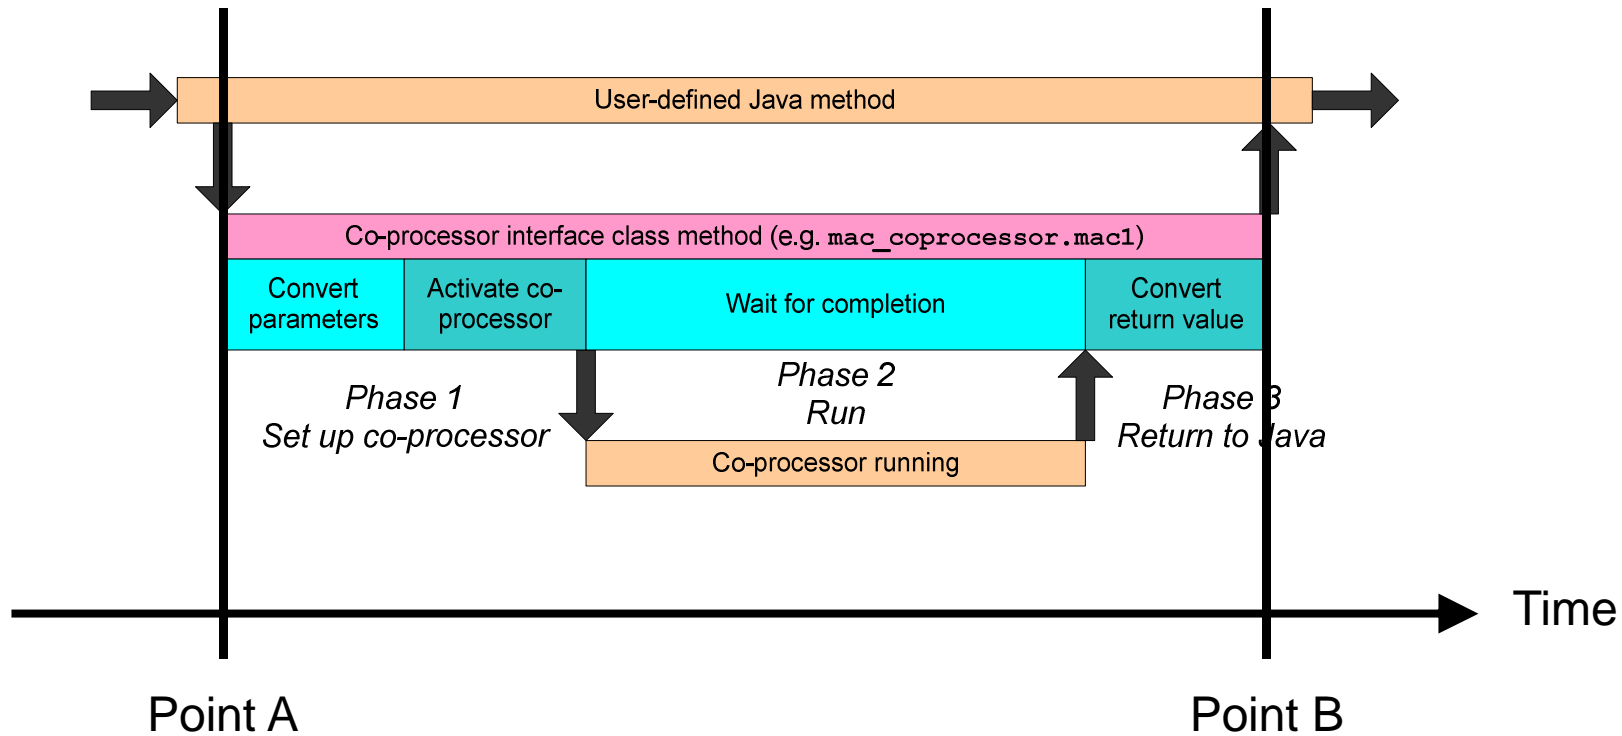 User-defined Java method
Co-processor interface class method (e.g. mac_coprocessor.mac1)
Convert
parameters
Activate co-
processor
Wait for completion
Convert
return value
Phase 1
Set up co-processor
Phase 2
Run
Phase 3
Return to Java
Co-processor running
Time
Point A
Point B